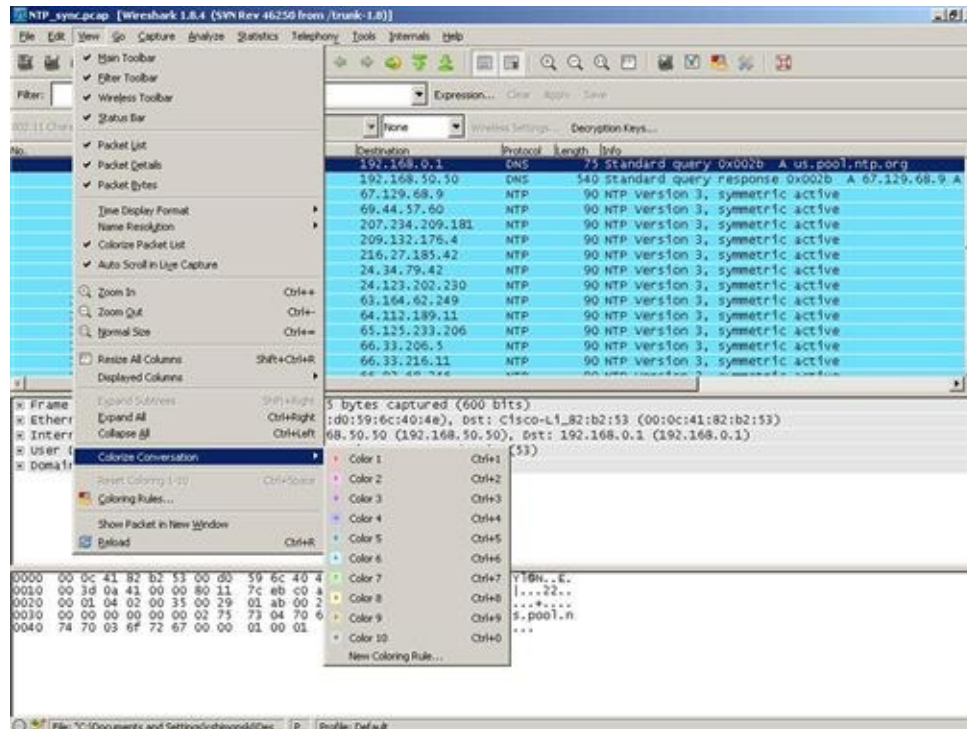 NTP_sync.pcap [Wireshark 1.8.4 (SVN Rev 46250 from /trunk-1.8)]
File Edit View Go Capture Analyze Statistics Telephony Tools Internals Help
Main Toolbar
Filter Toolbar
Wireless Toolbar
Status Bar
Packet List
Packet Details
Packet Bytes
Time Display Format
Name Resolution
Colorize Packet List
Auto Scroll in Live Capture
Zoom In Ctrl++
Zoom Out Ctrl+-
Normal Size Ctrl+=
Resize All Columns Shift+Ctrl+R
Displayed Columns
Expand Subtrees Shift+Right
Expand All Ctrl+Right
Collapse All Ctrl+Left
Colorize Conversation
Reset Coloring 1-10 Ctrl+Space
Coloring Rules...
Show Packet in New Window
Reload Ctrl+R
Color 1 Ctrl+1
Color 2 Ctrl+2
Color 3 Ctrl+3
Color 4 Ctrl+4
Color 5 Ctrl+5
Color 6 Ctrl+6
Color 7 Ctrl+7
Color 8 Ctrl+8
Color 9 Ctrl+9
Color 10 Ctrl+0
New Coloring Rule...
Filter: Expression... Clear Apply Save
None Wireless Settings... Decryption Keys...
No. Destination Protocol Length Info
192.168.0.1 DNS 75 Standard query 0x002b A us.pool.ntp.org
192.168.50.50 DNS 540 Standard query response 0x002b A 67.129.68.9 A
67.129.68.9 NTP 90 NTP Version 3, symmetric active
69.44.57.60 NTP 90 NTP Version 3, symmetric active
207.234.209.181 NTP 90 NTP Version 3, symmetric active
209.132.176.4 NTP 90 NTP Version 3, symmetric active
216.27.185.42 NTP 90 NTP Version 3, symmetric active
24.34.79.42 NTP 90 NTP Version 3, symmetric active
24.123.202.230 NTP 90 NTP Version 3, symmetric active
63.164.62.249 NTP 90 NTP Version 3, symmetric active
64.112.189.11 NTP 90 NTP Version 3, symmetric active
65.125.233.206 NTP 90 NTP Version 3, symmetric active
66.33.206.5 NTP 90 NTP Version 3, symmetric active
66.33.216.11 NTP 90 NTP Version 3, symmetric active
Frame 5 bytes captured (600 bits)
Ethern :d0:59:6c:40:4e), Dst: Cisco-Li_82:b2:53 (00:0c:41:82:b2:53)
Intern 68.50.50 (192.168.50.50), Dst: 192.168.0.1 (192.168.0.1)
User (53)
Domain
0000 00 0c 41 82 b2 53 00 d0 59 6c 40 4 Yl@N..E.
0010 00 3d 0a 41 00 00 80 11 7c eb c0 a |...22..
0020 00 01 04 02 00 35 00 29 01 ab 00 2 ...+....
0030 00 00 00 00 00 00 02 75 73 04 70 6 s.pool.n
0040 74 70 03 6f 72 67 00 00 01 00 01 ...
Profile: Default